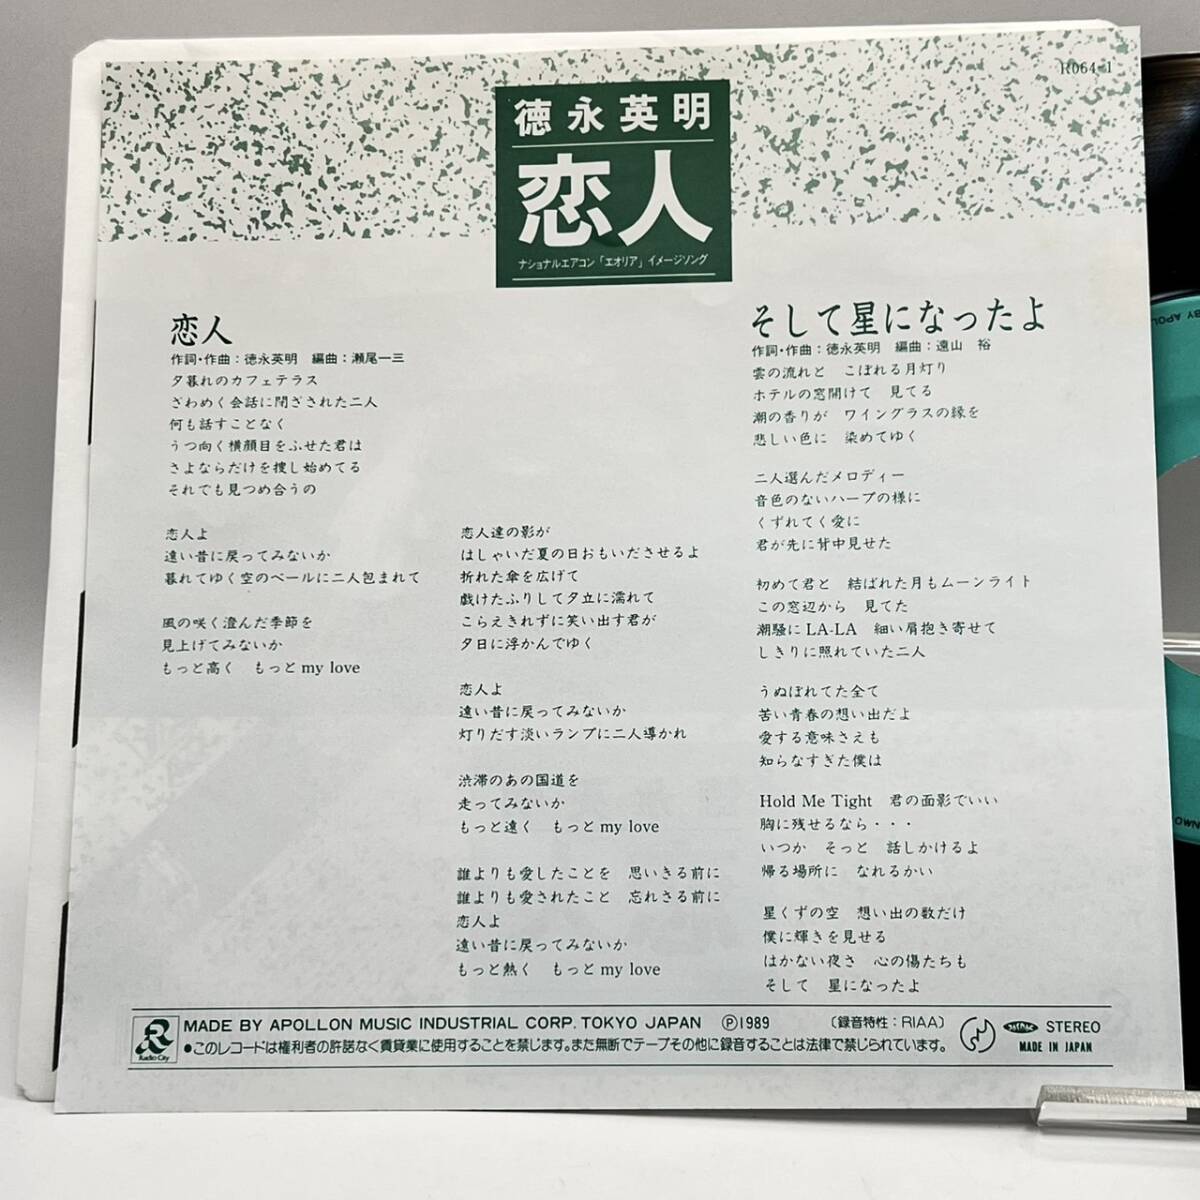 R064-1
徳永英明
恋人
ナショナルエアコン「エオリア」イメージソング
恋人
作詞・作曲：徳永英明 編曲：瀬尾一三
夕暮れのカフェテラス
ざわめく会話に閉ざされた二人
何も話すことなく
うつ向く横顔目をふせた君は
さよならだけを捜し始めてる
それでも見つめ合うの
恋人よ
遠い昔に戻ってみないか
暮れてゆく空のベールに二人包まれて
風の咲く澄んだ季節を
見上げてみないか
もっと高く もっと my love
恋人達の影が
はしゃいだ夏の日おもいださせるよ
折れた傘を広げて
戯けたふりして夕立に濡れて
こらえきれずに笑い出す君が
夕日に浮かんでゆく
恋人よ
遠い昔に戻ってみないか
灯りだす淡いランプに二人導かれ
渋滞のあの国道を
走ってみないか
もっと遠く もっと my love
誰よりも愛したことを 思いきる前に
誰よりも愛されたこと 忘れさる前に
恋人よ
遠い昔に戻ってみないか
もっと熱く もっと my love
そして星になったよ
作詞・作曲：徳永英明 編曲：遠山 裕
雲の流れと こぼれる月灯り
ホテルの窓開けて 見てる
潮の香りが ワイングラスの縁を
悲しい色に 染めてゆく
二人選んだメロディー
音色のないハープの様に
くずれてく愛に
君が先に背中見せた
初めて君と 結ばれた月もムーンライト
この窓辺から 見てた
潮騒に LA-LA 細い肩抱き寄せて
しきりに照れていた二人
うぬぼれてた全て
苦い青春の想い出だよ
愛する意味さえも
知らなすぎた僕は
Hold Me Tight 君の面影でいい
胸に残せるなら・・・
いつか そっと 話しかけるよ
帰る場所に なれるかい
星くずの空 想い出の数だけ
僕に輝きを見せる
はかない夜さ 心の傷たちも
そして 星になったよ
Radio City
MADE BY APOLLON MUSIC INDUSTRIAL CORP. TOKYO JAPAN Ⓟ1989 〔録音特性：RIAA〕
●このレコードは権利者の許諾なく賃貸業に使用することを禁じます。また無断でテープその他に録音することは法律で禁じられています。
STEREO
MADE IN JAPAN
BY APOL
OWN